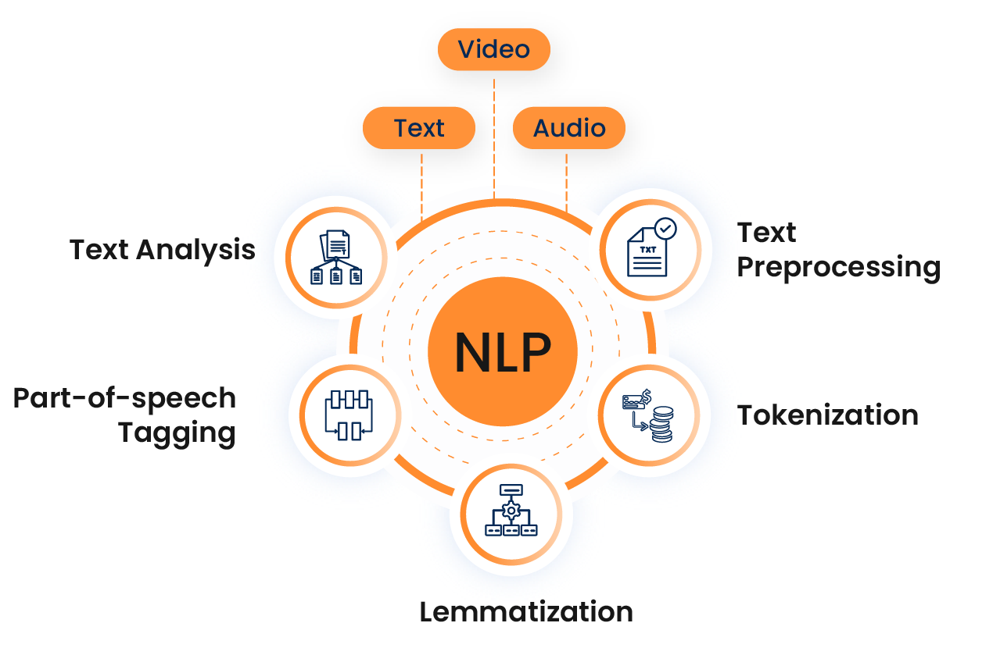 Video
Text
Audio
Text Analysis
Text
Preprocessing
TXT
NLP
Part-of-speech
Tagging
Tokenization
Lemmatization